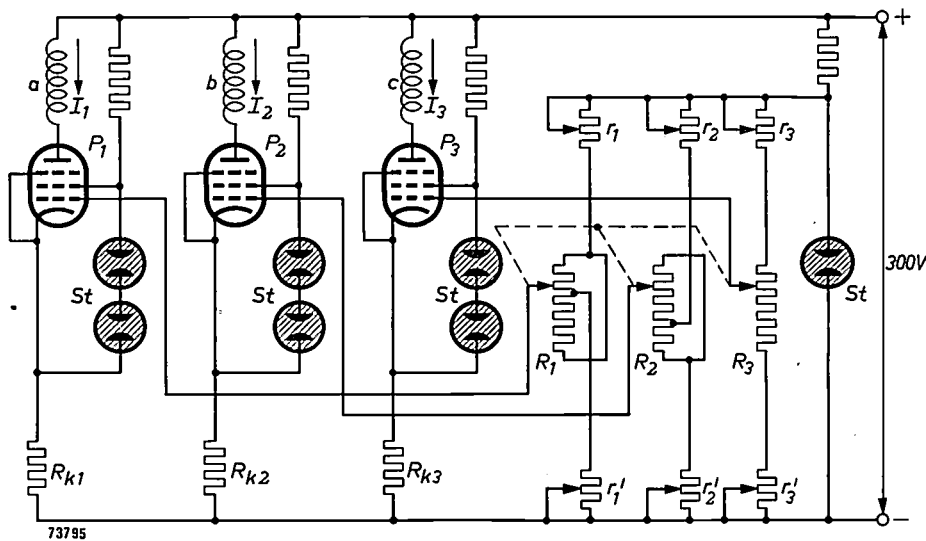 +
a
I1
P1
b
I2
P2
c
I3
P3
r1
r2
r3
300V
St
St
St
St
R1
R2
R3
Rk1
Rk2
Rk3
r1'
r2'
r3'
−
73795